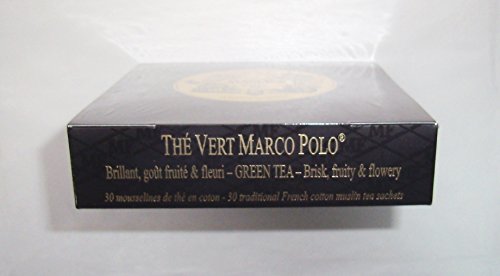 THÉ VERT MARCO POLO®
Brillant, goût fruité & fleuri – GREEN TEA – Brisk, fruity & flowery
30 mousselines de thé en coton - 30 traditional French cotton muslin tea sachets